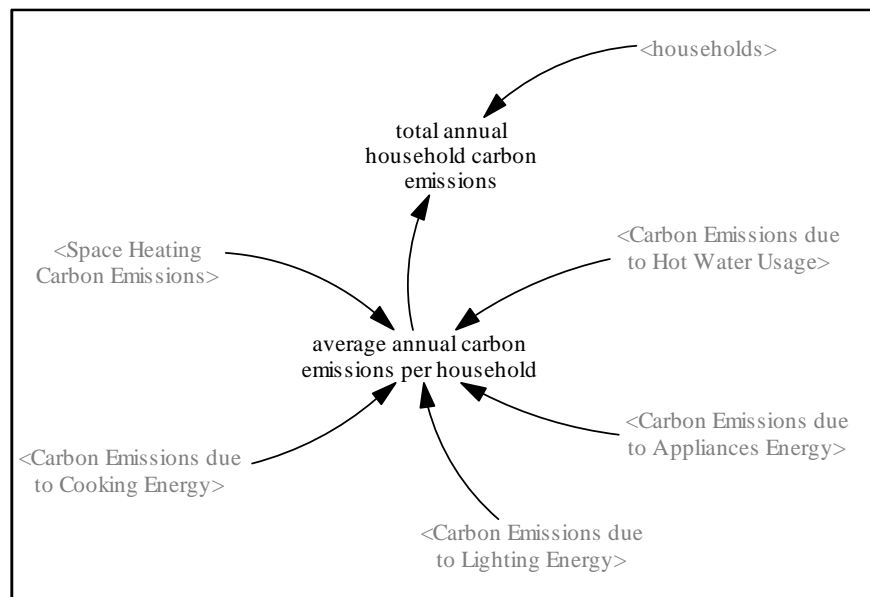 <households>
total annual
household carbon
emissions
<Space Heating
Carbon Emissions>
<Carbon Emissions due
to Hot Water Usage>
average annual carbon
emissions per household
<Carbon Emissions due
to Cooking Energy>
<Carbon Emissions due
to Appliances Energy>
<Carbon Emissions due
to Lighting Energy>